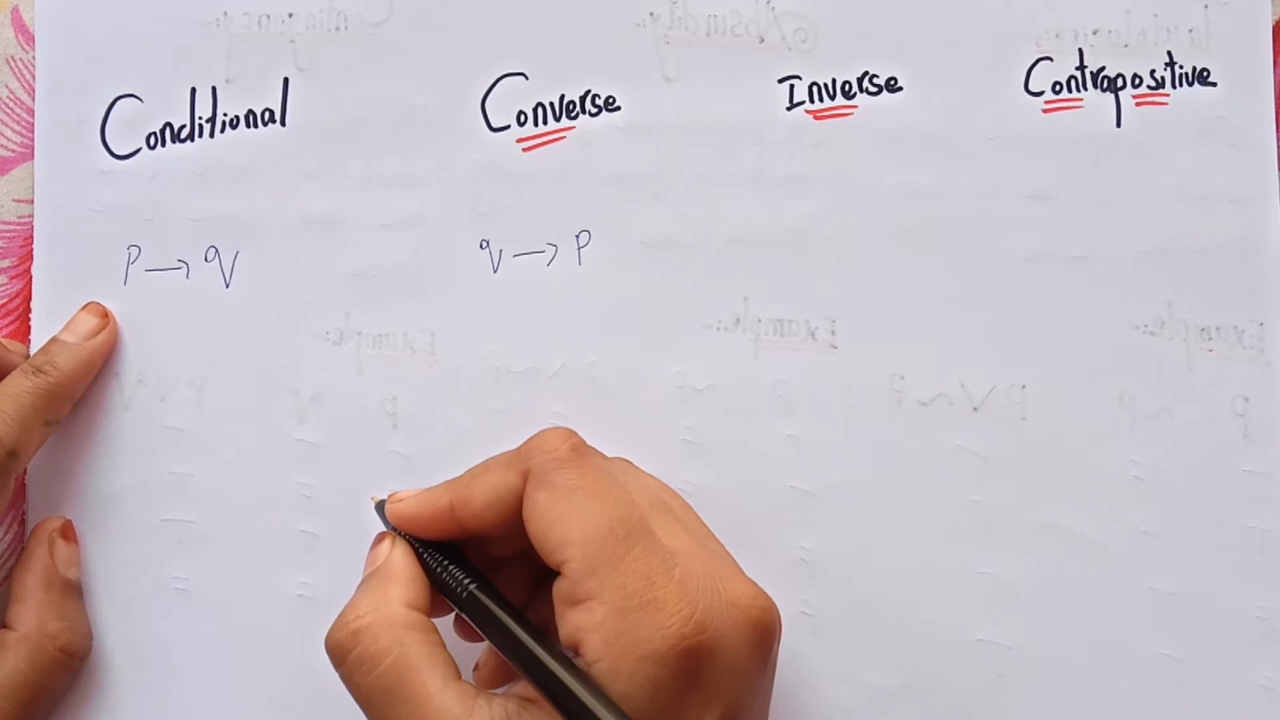 Conditional Converse Inverse Contrapositive
P → q q → P